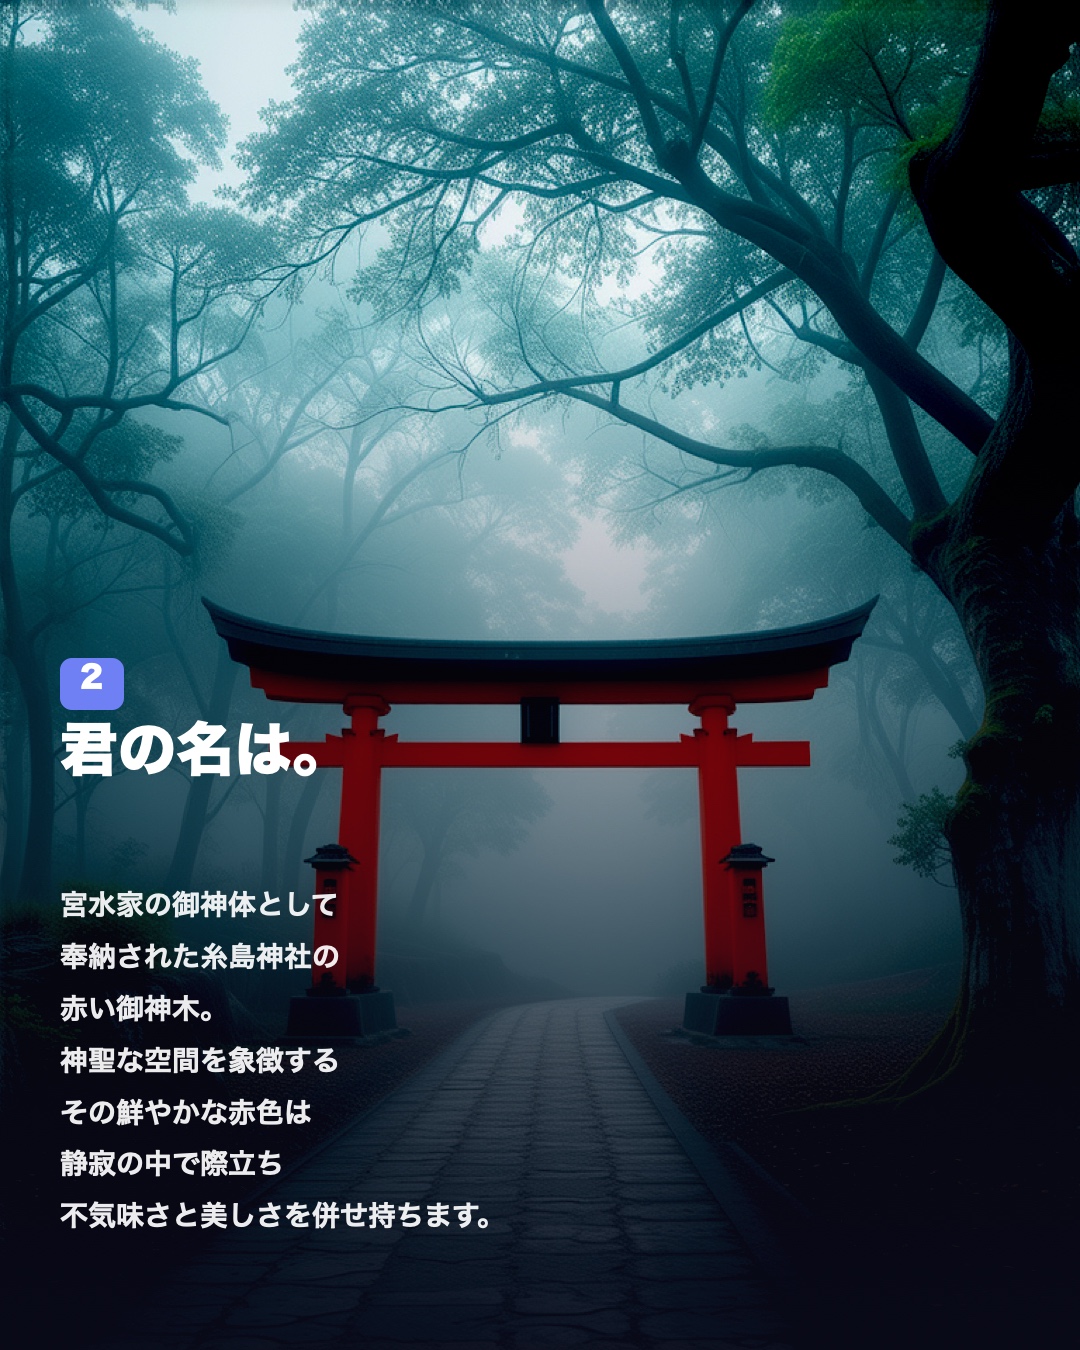 2
君の名は。
宮水家の御神体として
奉納された糸島神社の
赤い御神木。
神聖な空間を象徴する
その鮮やかな赤色は
静寂の中で際立ち
不気味さと美しさを併せ持ちます。